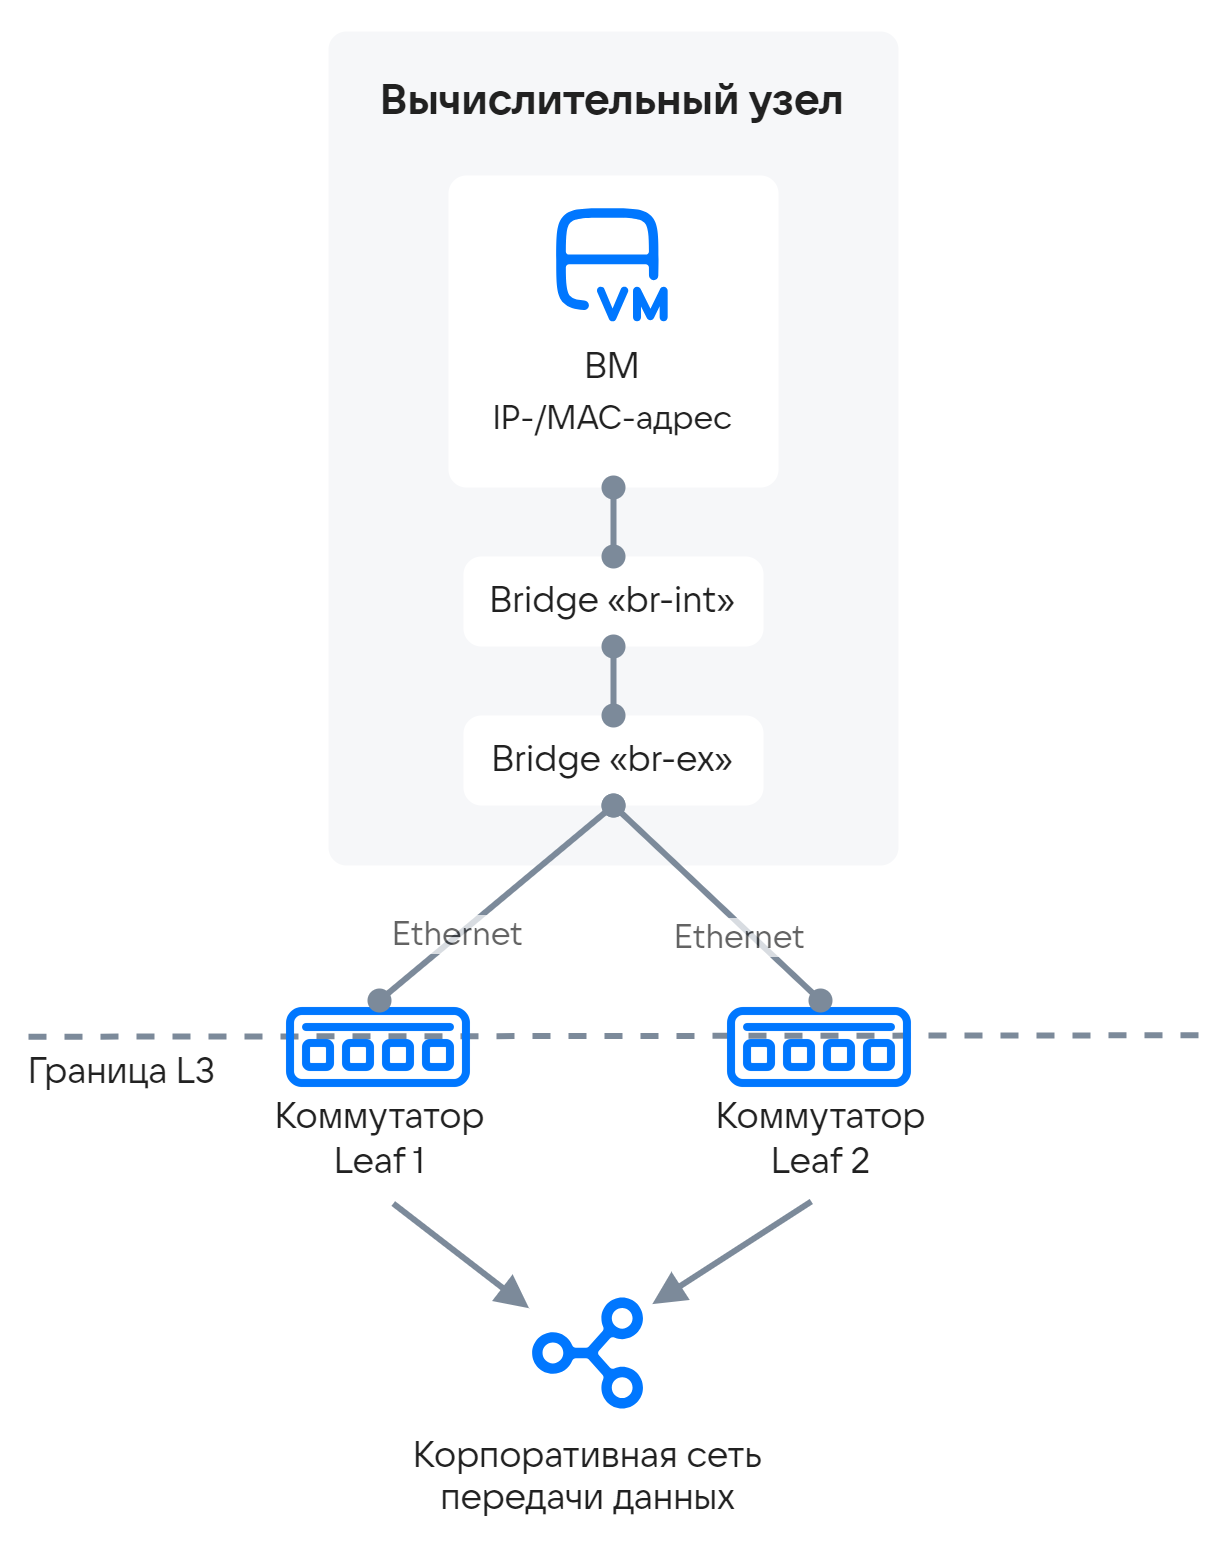 Вычислительный узел
VM
ВМ
IP-/MAC-адрес
Bridge «br-int»
Bridge «br-ex»
Ethernet
Ethernet
Граница L3
Коммутатор
Leaf 1
Коммутатор
Leaf 2
Корпоративная сеть
передачи данных